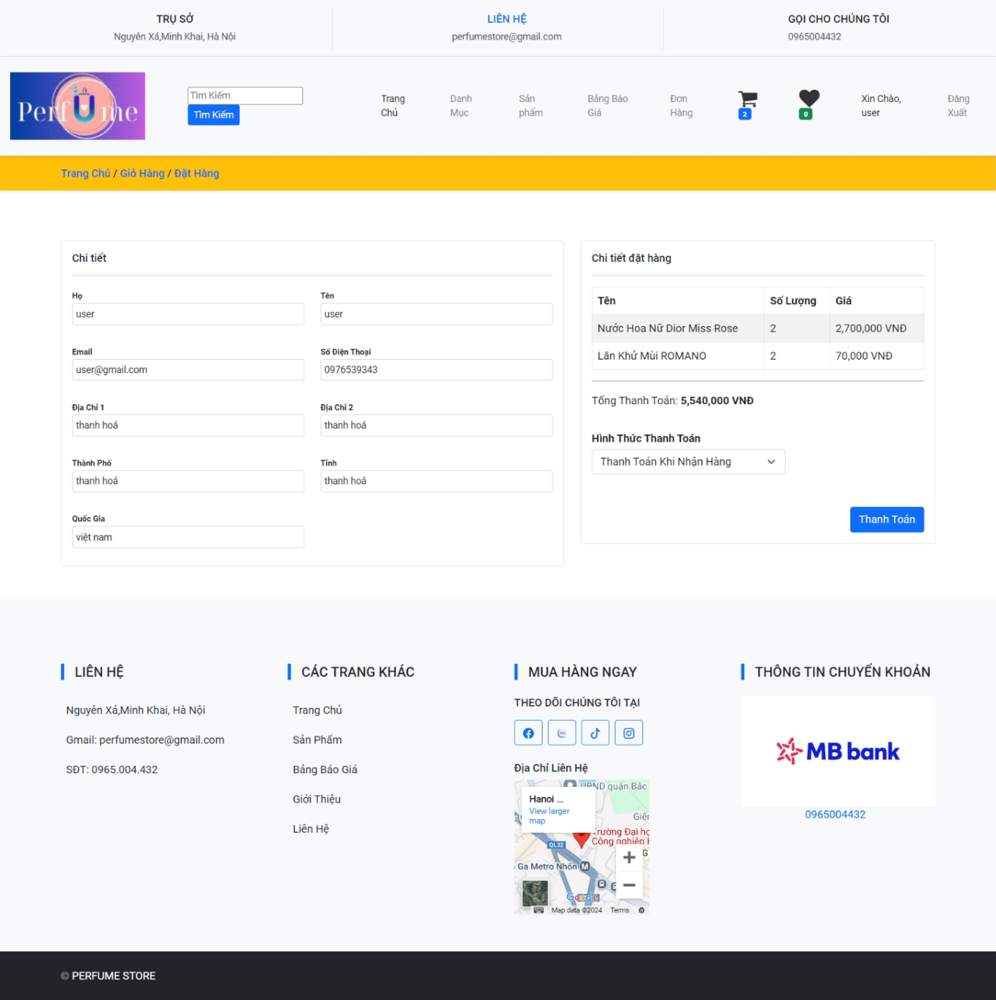 TRỤ SỞ
Nguyên Xá,Minh Khai, Hà Nội
LIÊN HỆ
perfumestore@gmail.com
GỌI CHO CHÚNG TÔI
0965004432
Perfume
Tìm Kiếm
Tìm Kiếm
Trang
Chủ
Danh
Mục
Sản
phẩm
Bảng Báo
Giá
Đơn
Hàng
2
0
Xin Chào,
user
Đăng
Xuất
Trang Chủ / Giỏ Hàng / Đặt Hàng
Chi tiết
Họ
Tên
user
user
Email
Số Điện Thoại
user@gmail.com
0976539343
Địa Chỉ 1
Địa Chỉ 2
thanh hoá
thanh hoá
Thành Phố
Tỉnh
thanh hoá
thanh hoá
Quốc Gia
việt nam
Chi tiết đặt hàng
Tên Số Lượng Giá
Nước Hoa Nữ Dior Miss Rose 2 2,700,000 VNĐ
Lăn Khử Mùi ROMANO 2 70,000 VNĐ
Tổng Thanh Toán: 5,540,000 VNĐ
Hình Thức Thanh Toán
Thanh Toán Khi Nhận Hàng
Thanh Toán
LIÊN HỆ
Nguyên Xá,Minh Khai, Hà Nội
Gmail: perfumestore@gmail.com
SĐT: 0965.004.432
CÁC TRANG KHÁC
Trang Chủ
Sản Phẩm
Bảng Báo Giá
Giới Thiệu
Liên Hệ
MUA HÀNG NGAY
THEO DÕI CHÚNG TÔI TẠI
Địa Chỉ Liên Hệ
UBND quận Bắc
Hanoi ...
View larger
map
Giến
Trường Đại họ
Công nghiệp H
QL32
Ga Metro Nhổn M
Google
Map data ©2024 Terms
THÔNG TIN CHUYỂN KHOẢN
MB bank
0965004432
© PERFUME STORE